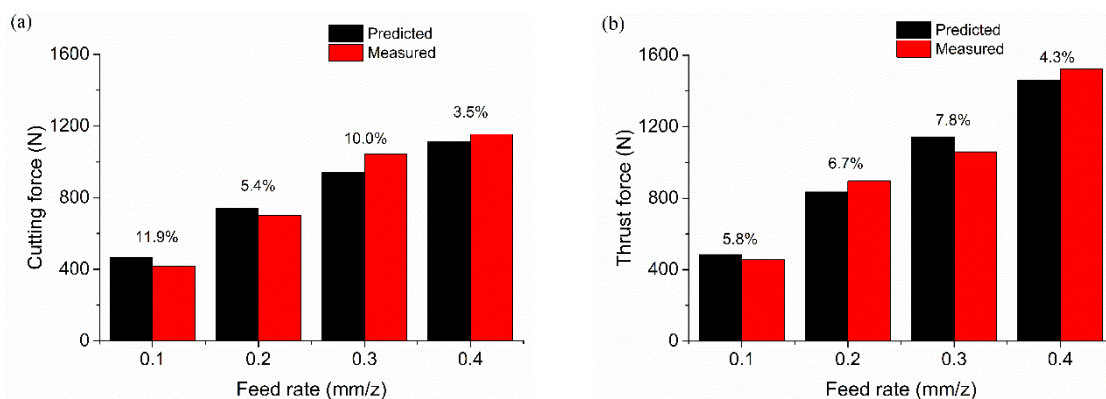 (a)
Predicted
Measured
1600
1200
800
400
0
Cutting force (N)
11.9%
5.4%
10.0%
3.5%
0.1
0.2
0.3
0.4
Feed rate (mm/z)
(b)
Predicted
Measured
1600
1200
800
400
0
Thrust force (N)
5.8%
6.7%
7.8%
4.3%
0.1
0.2
0.3
0.4
Feed rate (mm/z)